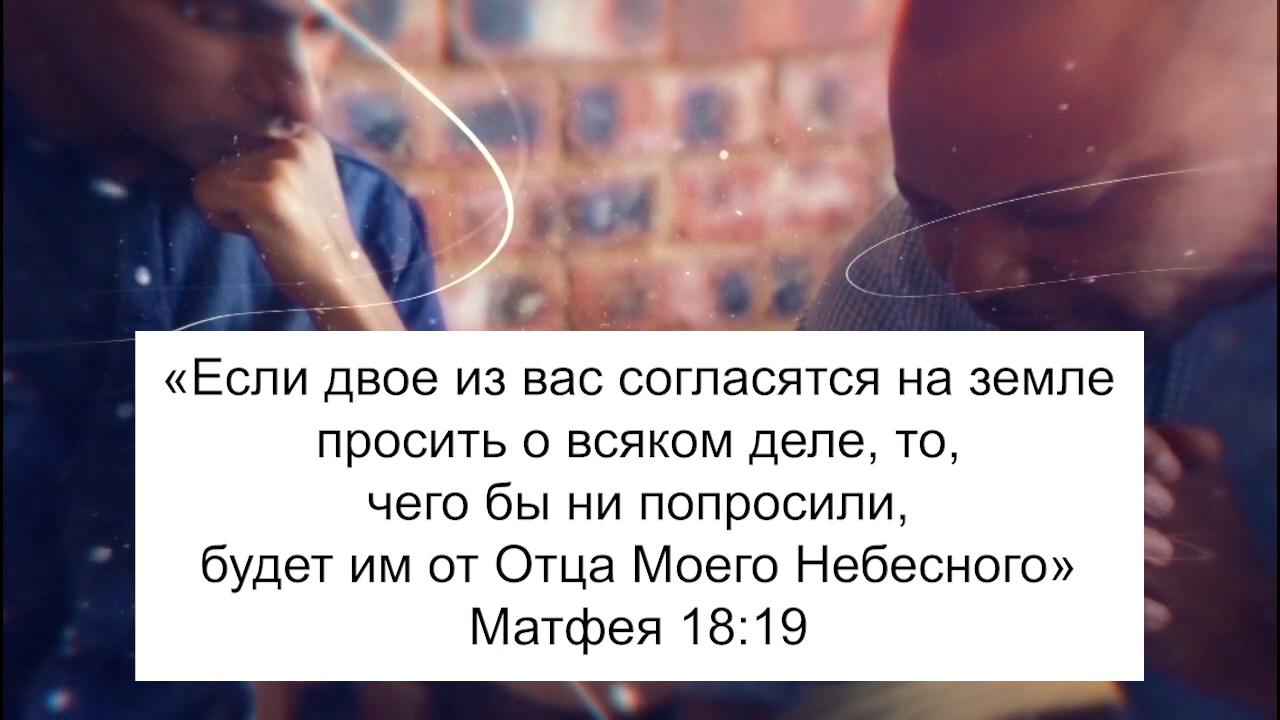 «Если двое из вас согласятся на земле
просить о всяком деле, то,
чего бы ни попросили,
будет им от Отца Моего Небесного»
Матфея 18:19